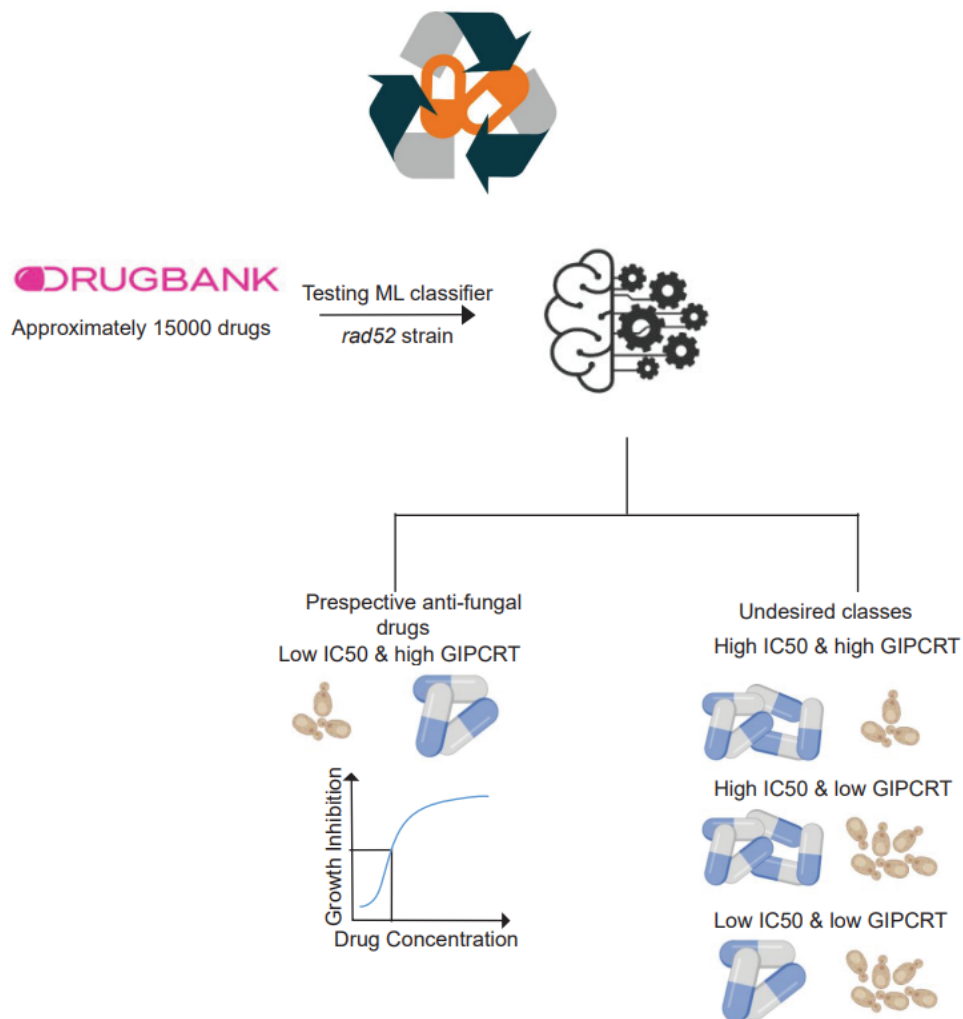 DRUGBANK
Approximately 15000 drugs
Testing ML classifier
rad52 strain
Prespective anti-fungal
drugs
Low IC50 & high GIPCRT
Growth Inhibition
Drug Concentration
Undesired classes
High IC50 & high GIPCRT
High IC50 & low GIPCRT
Low IC50 & low GIPCRT